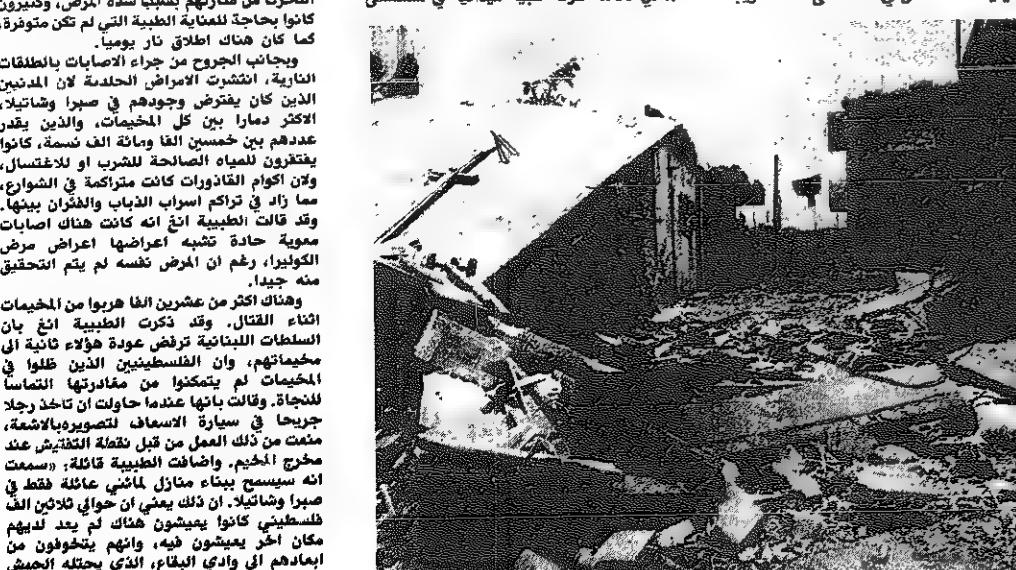 كانوا بحاجة للعناية الطبية التي لم تكن متوفرة،
كما كان هناك اطلاق نار يوميا.
وبجانب الجروح من جراء الاصابات بالطلقات
النارية، انتشرت الامراض الجلدية لان المدنيين
الذين كان يفترض وجودهم في صبرا وشاتيلا،
الاكثر دمارا بين كل المخيمات، والذين يقدر
عددهم بين خمسين الفا ومائة الف نسمة، كانوا
يفتقرون للمياه الصالحة للشرب او للاغتسال،
ولان اكوام القاذورات كانت متراكمة في الشوارع،
مما زاد في تراكم اسراب الذباب والفئران بينها.
وقد قالت الطبيبة انغ انه كانت هناك اصابات
معوية حادة تشبه اعراضها اعراض مرض
الكوليرا، رغم ان المرض نفسه لم يتم التحقيق
منه جيدا.
وهناك اكثر من عشرين الفا هربوا من المخيمات
اثناء القتال. وقد ذكرت الطبيبة انغ بان
السلطات اللبنانية ترفض عودة هؤلاء ثانية الى
مخيماتهم، وان الفلسطينيين الذين ظلوا في
المخيمات لم يتمكنوا من مغادرتها التماسا
للنجاة. وقالت بانها عندما حاولت ان تاخذ رجلا
جريحا في سيارة الاسعاف لتصويره بالاشعة،
منعت من ذلك العمل من قبل نقطة التفتيش عند
مخرج المخيم. واضافت الطبيبة قائلة: «سمعت
انه سيسمح ببناء منازل لمائتي عائلة فقط في
صبرا وشاتيلا. ان ذلك يعني ان حوالي ثلاثين الف
فلسطيني كانوا يعيشون هناك لم يعد لديهم
مكان آخر يعيشون فيه، وانهم يتخوفون من
ابعادهم الى وادي البقاع، الذي يحتله الجيش